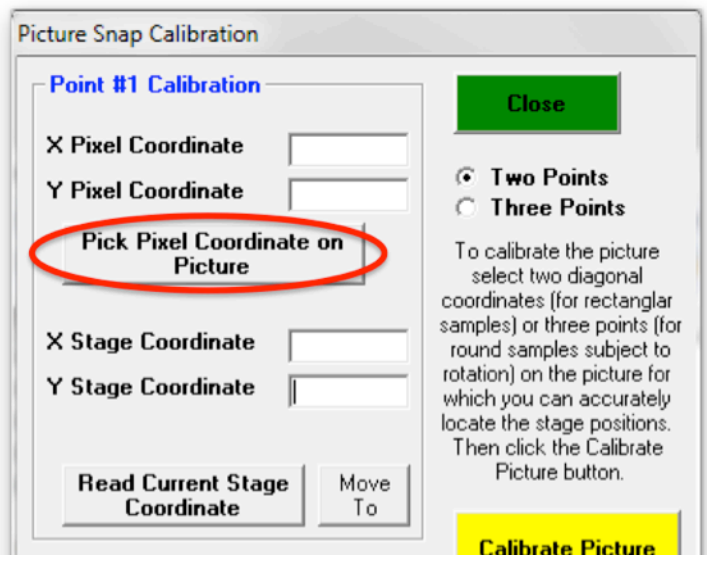 Picture Snap Calibration
Point #1 Calibration
X Pixel Coordinate
Y Pixel Coordinate
Pick Pixel Coordinate on
Picture
X Stage Coordinate
Y Stage Coordinate
Read Current Stage
Coordinate
Move
To
Close
Two Points
Three Points
To calibrate the picture
select two diagonal
coordinates (for rectanglar
samples) or three points (for
round samples subject to
rotation) on the picture for
which you can accurately
locate the stage positions.
Then click the Calibrate
Picture button.
Calibrate Picture